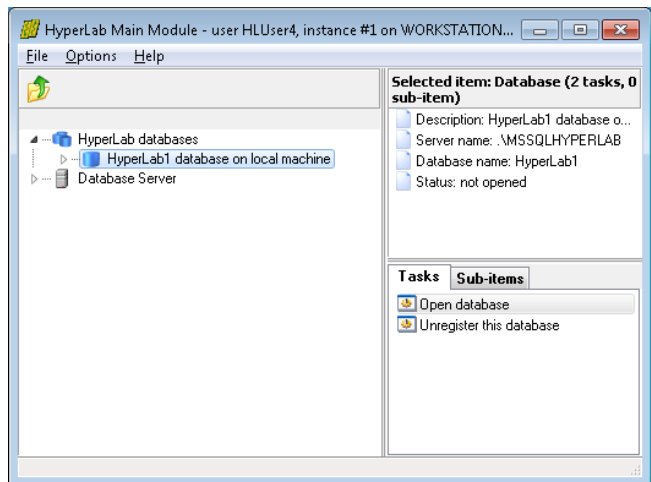 HyperLab Main Module - user HLUser4, instance #1 on WORKSTATION...
File Options Help
Selected item: Database (2 tasks, 0
sub-item)
Description: HyperLab1 database o...
Server name: .\MSSQLHYPERLAB
Database name: HyperLab1
Status: not opened
HyperLab databases
HyperLab1 database on local machine
Database Server
Tasks Sub-items
Open database
Unregister this database